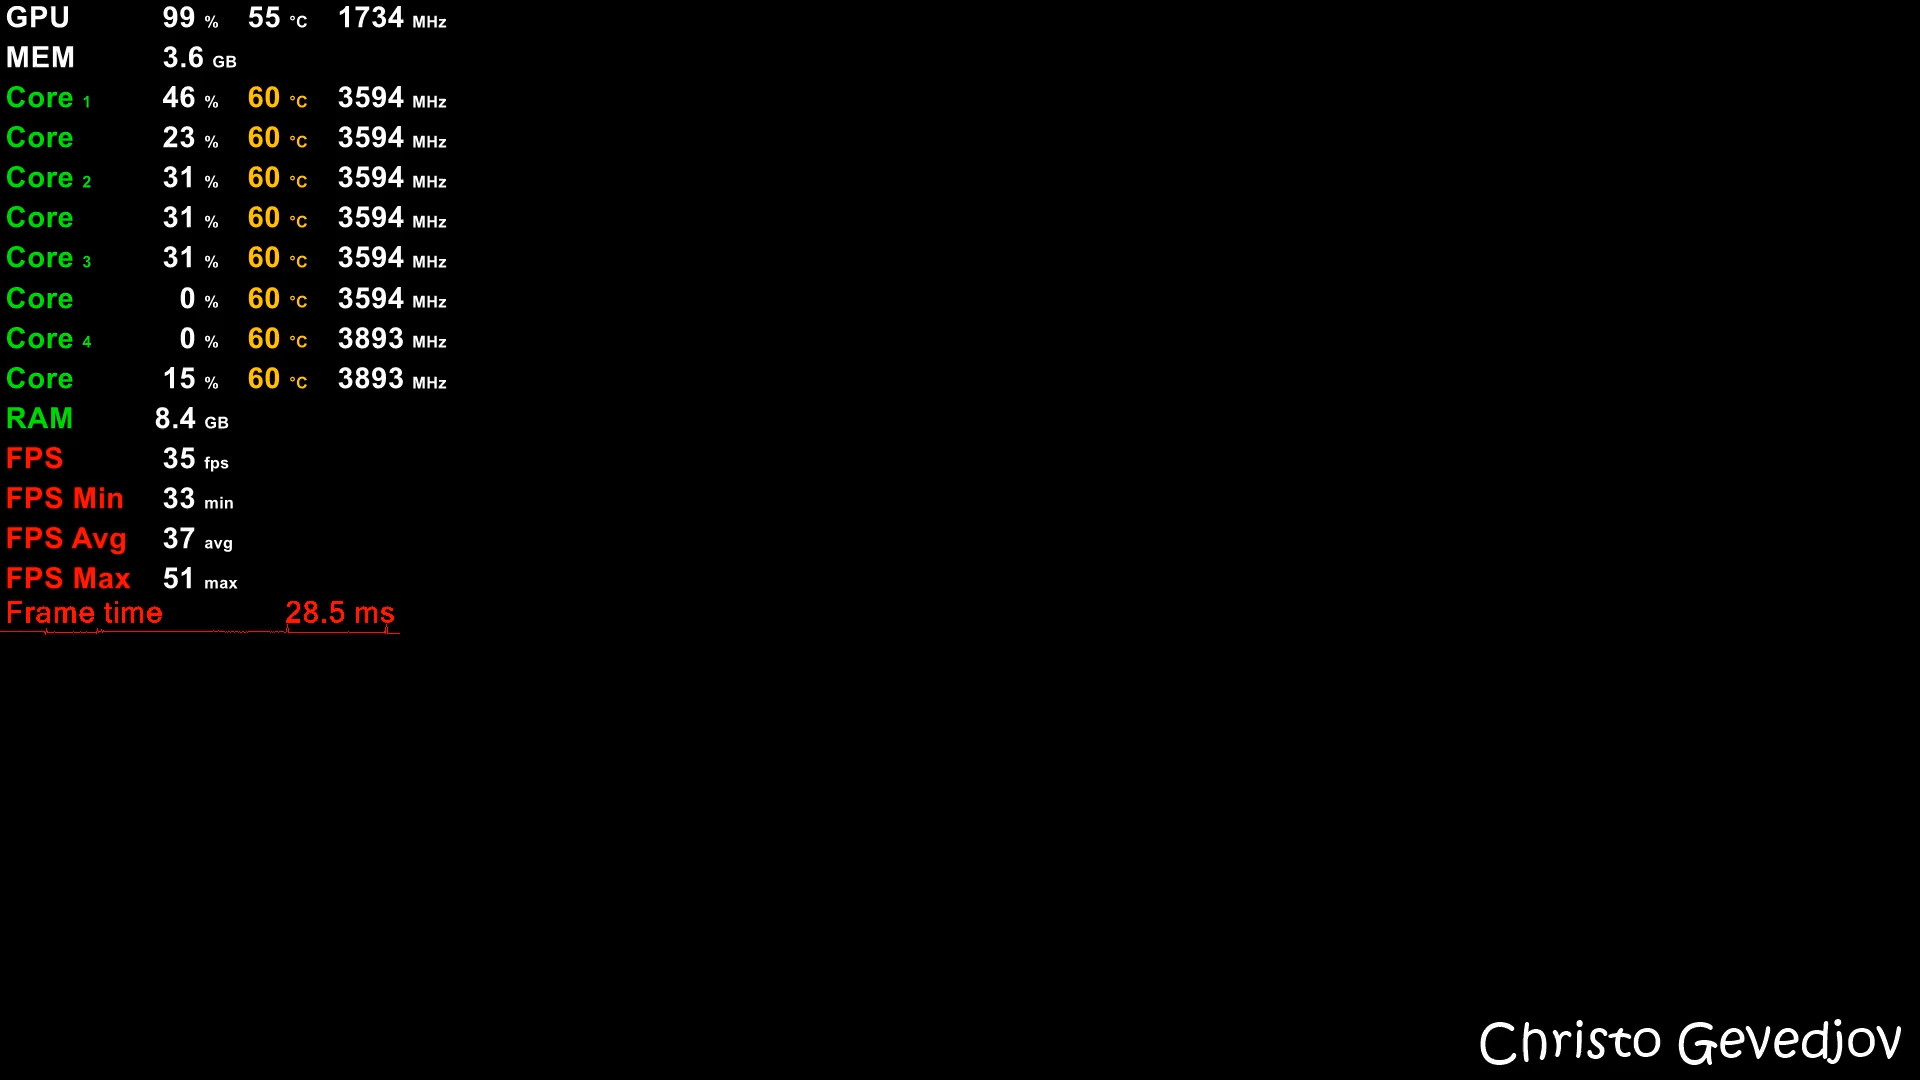 GPU 99 % 55 °C 1734 MHz
MEM 3.6 GB
Core 1 46 % 60 °C 3594 MHz
Core 23 % 60 °C 3594 MHz
Core 2 31 % 60 °C 3594 MHz
Core 31 % 60 °C 3594 MHz
Core 3 31 % 60 °C 3594 MHz
Core 0 % 60 °C 3594 MHz
Core 4 0 % 60 °C 3893 MHz
Core 15 % 60 °C 3893 MHz
RAM 8.4 GB
FPS 35 fps
FPS Min 33 min
FPS Avg 37 avg
FPS Max 51 max
Frame time 28.5 ms
Christo Gevedjov